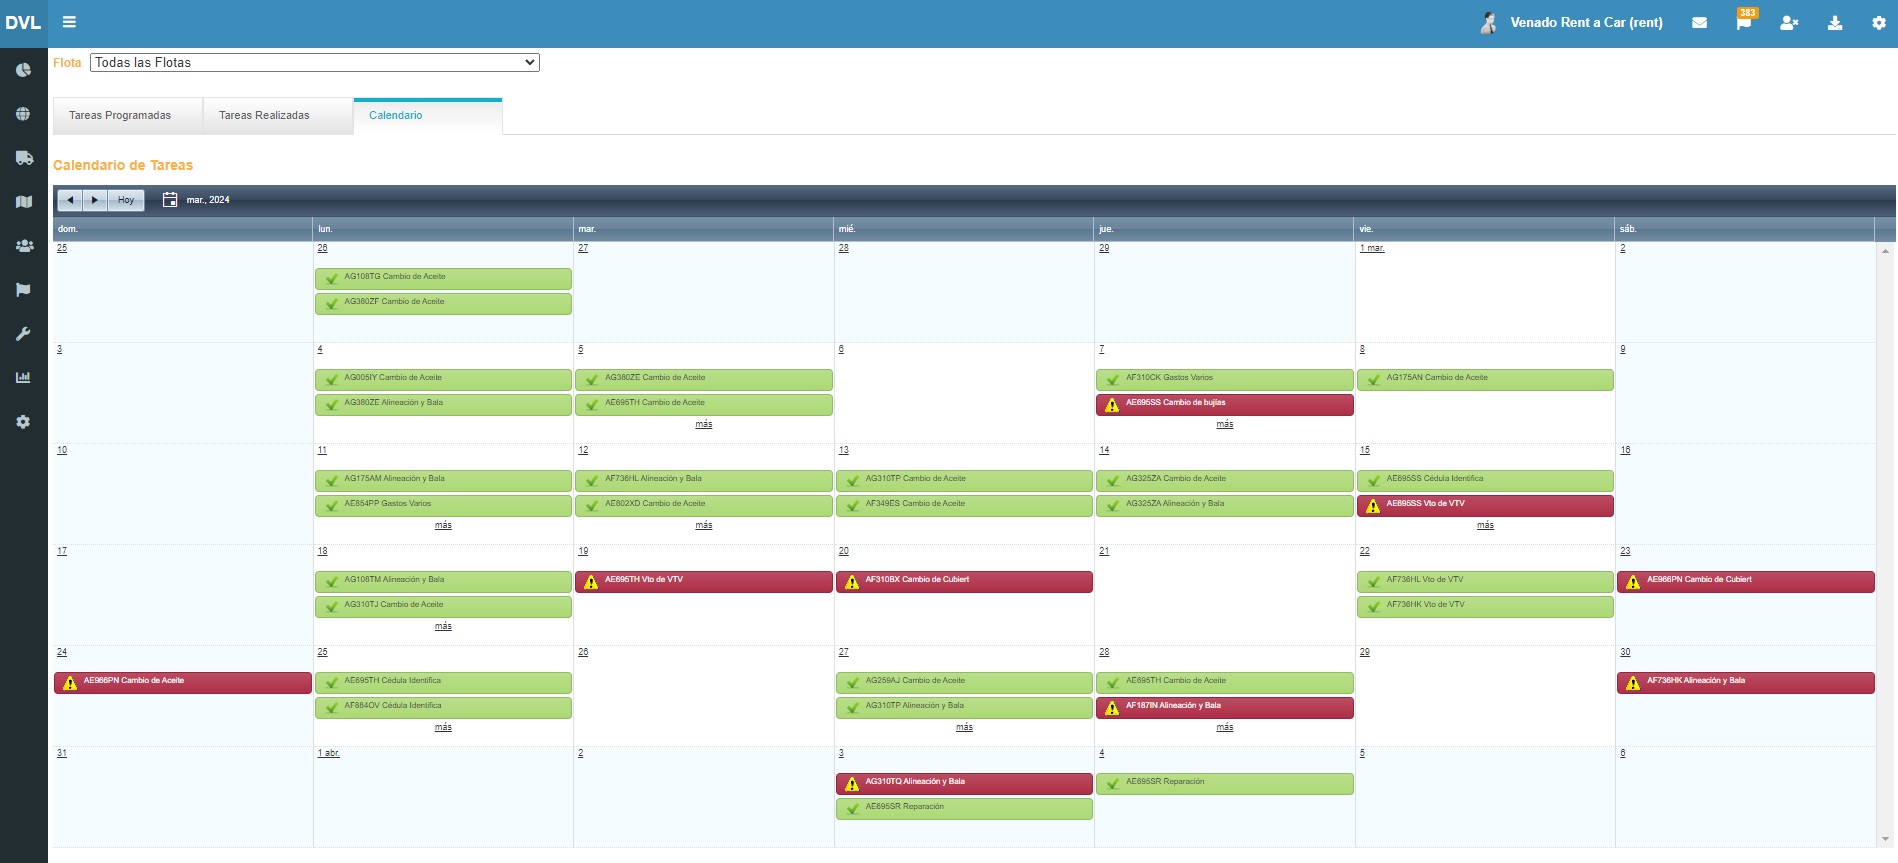 DVL
Venado Rent a Car (rent)
383
Flota Todas las Flotas
Tareas Programadas Tareas Realizadas Calendario
Calendario de Tareas
Hoy mar., 2024
dom. lun. mar. mié. jue. vie. sáb.
25 26 27 28 29 1 mar. 2
AG108TG Cambio de Aceite
AG380ZF Cambio de Aceite
3 4 5 6 7 8 9
AG005IY Cambio de Aceite AG380ZE Cambio de Aceite AF310CK Gastos Varios AG175AN Cambio de Aceite
AG380ZE Alineación y Bala AE695TH Cambio de Aceite AE695SS Cambio de bujías
más más
10 11 12 13 14 15 16
AG175AM Alineación y Bala AF736HL Alineación y Bala AG310TP Cambio de Aceite AG325ZA Cambio de Aceite AE695SS Cédula Identifica
AE854PP Gastos Varios AE802XD Cambio de Aceite AF349ES Cambio de Aceite AG325ZA Alineación y Bala AE695SS Vto de VTV
más más más
17 18 19 20 21 22 23
AG108TM Alineación y Bala AE695TH Vto de VTV AF310BX Cambio de Cubiert AF736HL Vto de VTV AE966PN Cambio de Cubiert
AG310TJ Cambio de Aceite AF736HK Vto de VTV
más
24 25 26 27 28 29 30
AE966PN Cambio de Aceite AE695TH Cédula Identifica AG259AJ Cambio de Aceite AE695TH Cambio de Aceite AF736HK Alineación y Bala
AF884OV Cédula Identifica AG310TP Alineación y Bala AF187IN Alineación y Bala
más más más
31 1 abr. 2 3 4 5 6
AG310TQ Alineación y Bala AE695SR Reparación
AE695SR Reparación